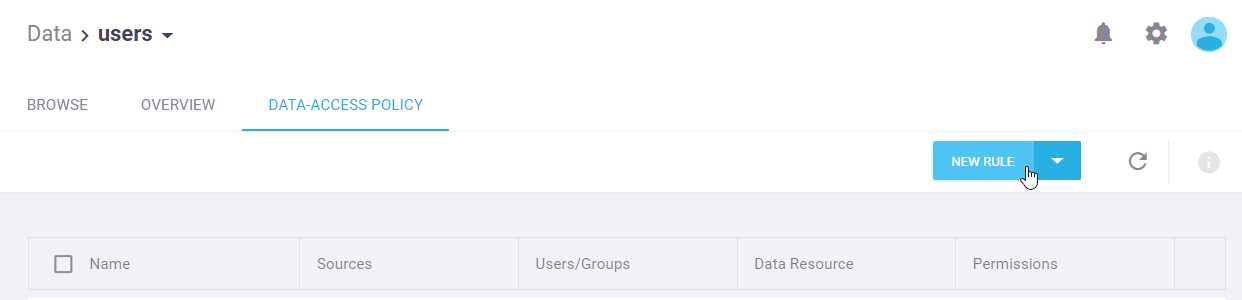 Data > users
BROWSE OVERVIEW DATA-ACCESS POLICY
NEW RULE
Name Sources Users/Groups Data Resource Permissions